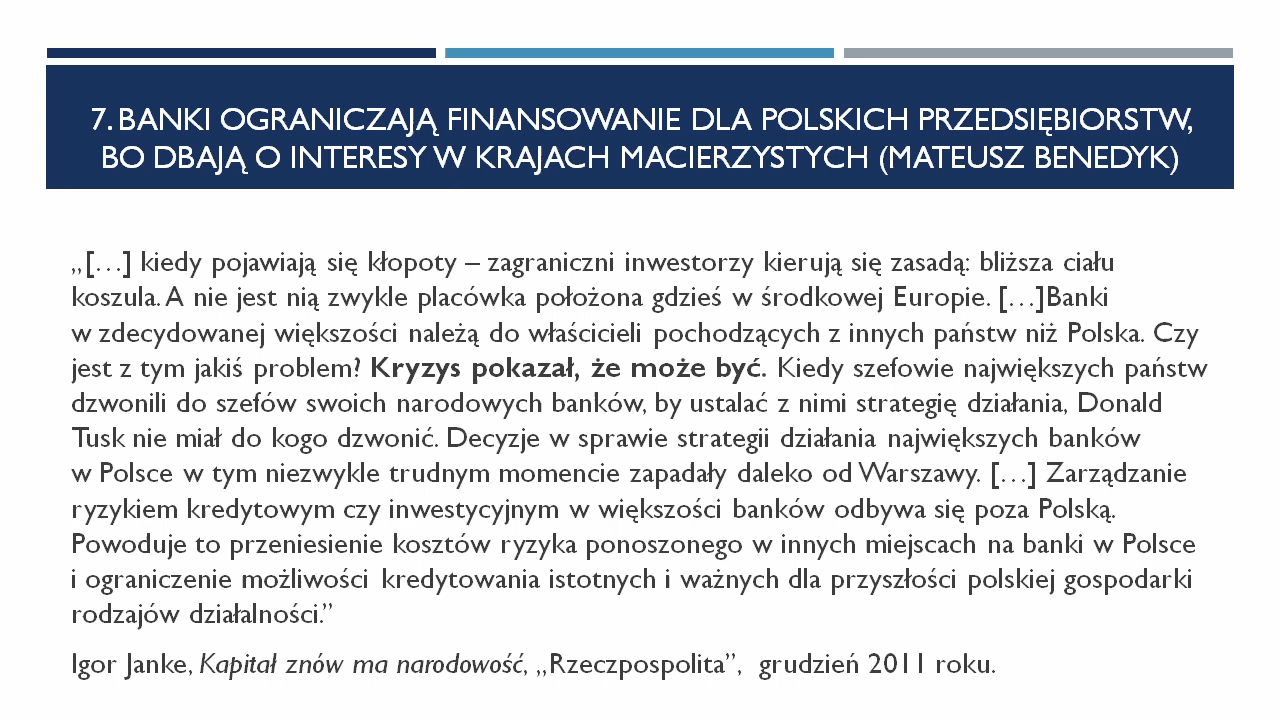 7. BANKI OGRANICZAJĄ FINANSOWANIE DLA POLSKICH PRZEDSIĘBIORSTW,
BO DBAJĄ O INTERESY W KRAJACH MACIERZYSTYCH (MATEUSZ BENEDYK)
„[…] kiedy pojawiają się kłopoty – zagraniczni inwestorzy kierują się zasadą: bliższa ciału
koszula. A nie jest nią zwykle placówka położona gdzieś w środkowej Europie. […]Banki
w zdecydowanej większości należą do właścicieli pochodzących z innych państw niż Polska. Czy
jest z tym jakiś problem? Kryzys pokazał, że może być. Kiedy szefowie największych państw
dzwonili do szefów swoich narodowych banków, by ustalać z nimi strategię działania, Donald
Tusk nie miał do kogo dzwonić. Decyzje w sprawie strategii działania największych banków
w Polsce w tym niezwykle trudnym momencie zapadały daleko od Warszawy. […] Zarządzanie
ryzykiem kredytowym czy inwestycyjnym w większości banków odbywa się poza Polską.
Powoduje to przeniesienie kosztów ryzyka ponoszonego w innych miejscach na banki w Polsce
i ograniczenie możliwości kredytowania istotnych i ważnych dla przyszłości polskiej gospodarki
rodzajów działalności.”
Igor Janke, Kapitał znów ma narodowość, „Rzeczpospolita”, grudzień 2011 roku.